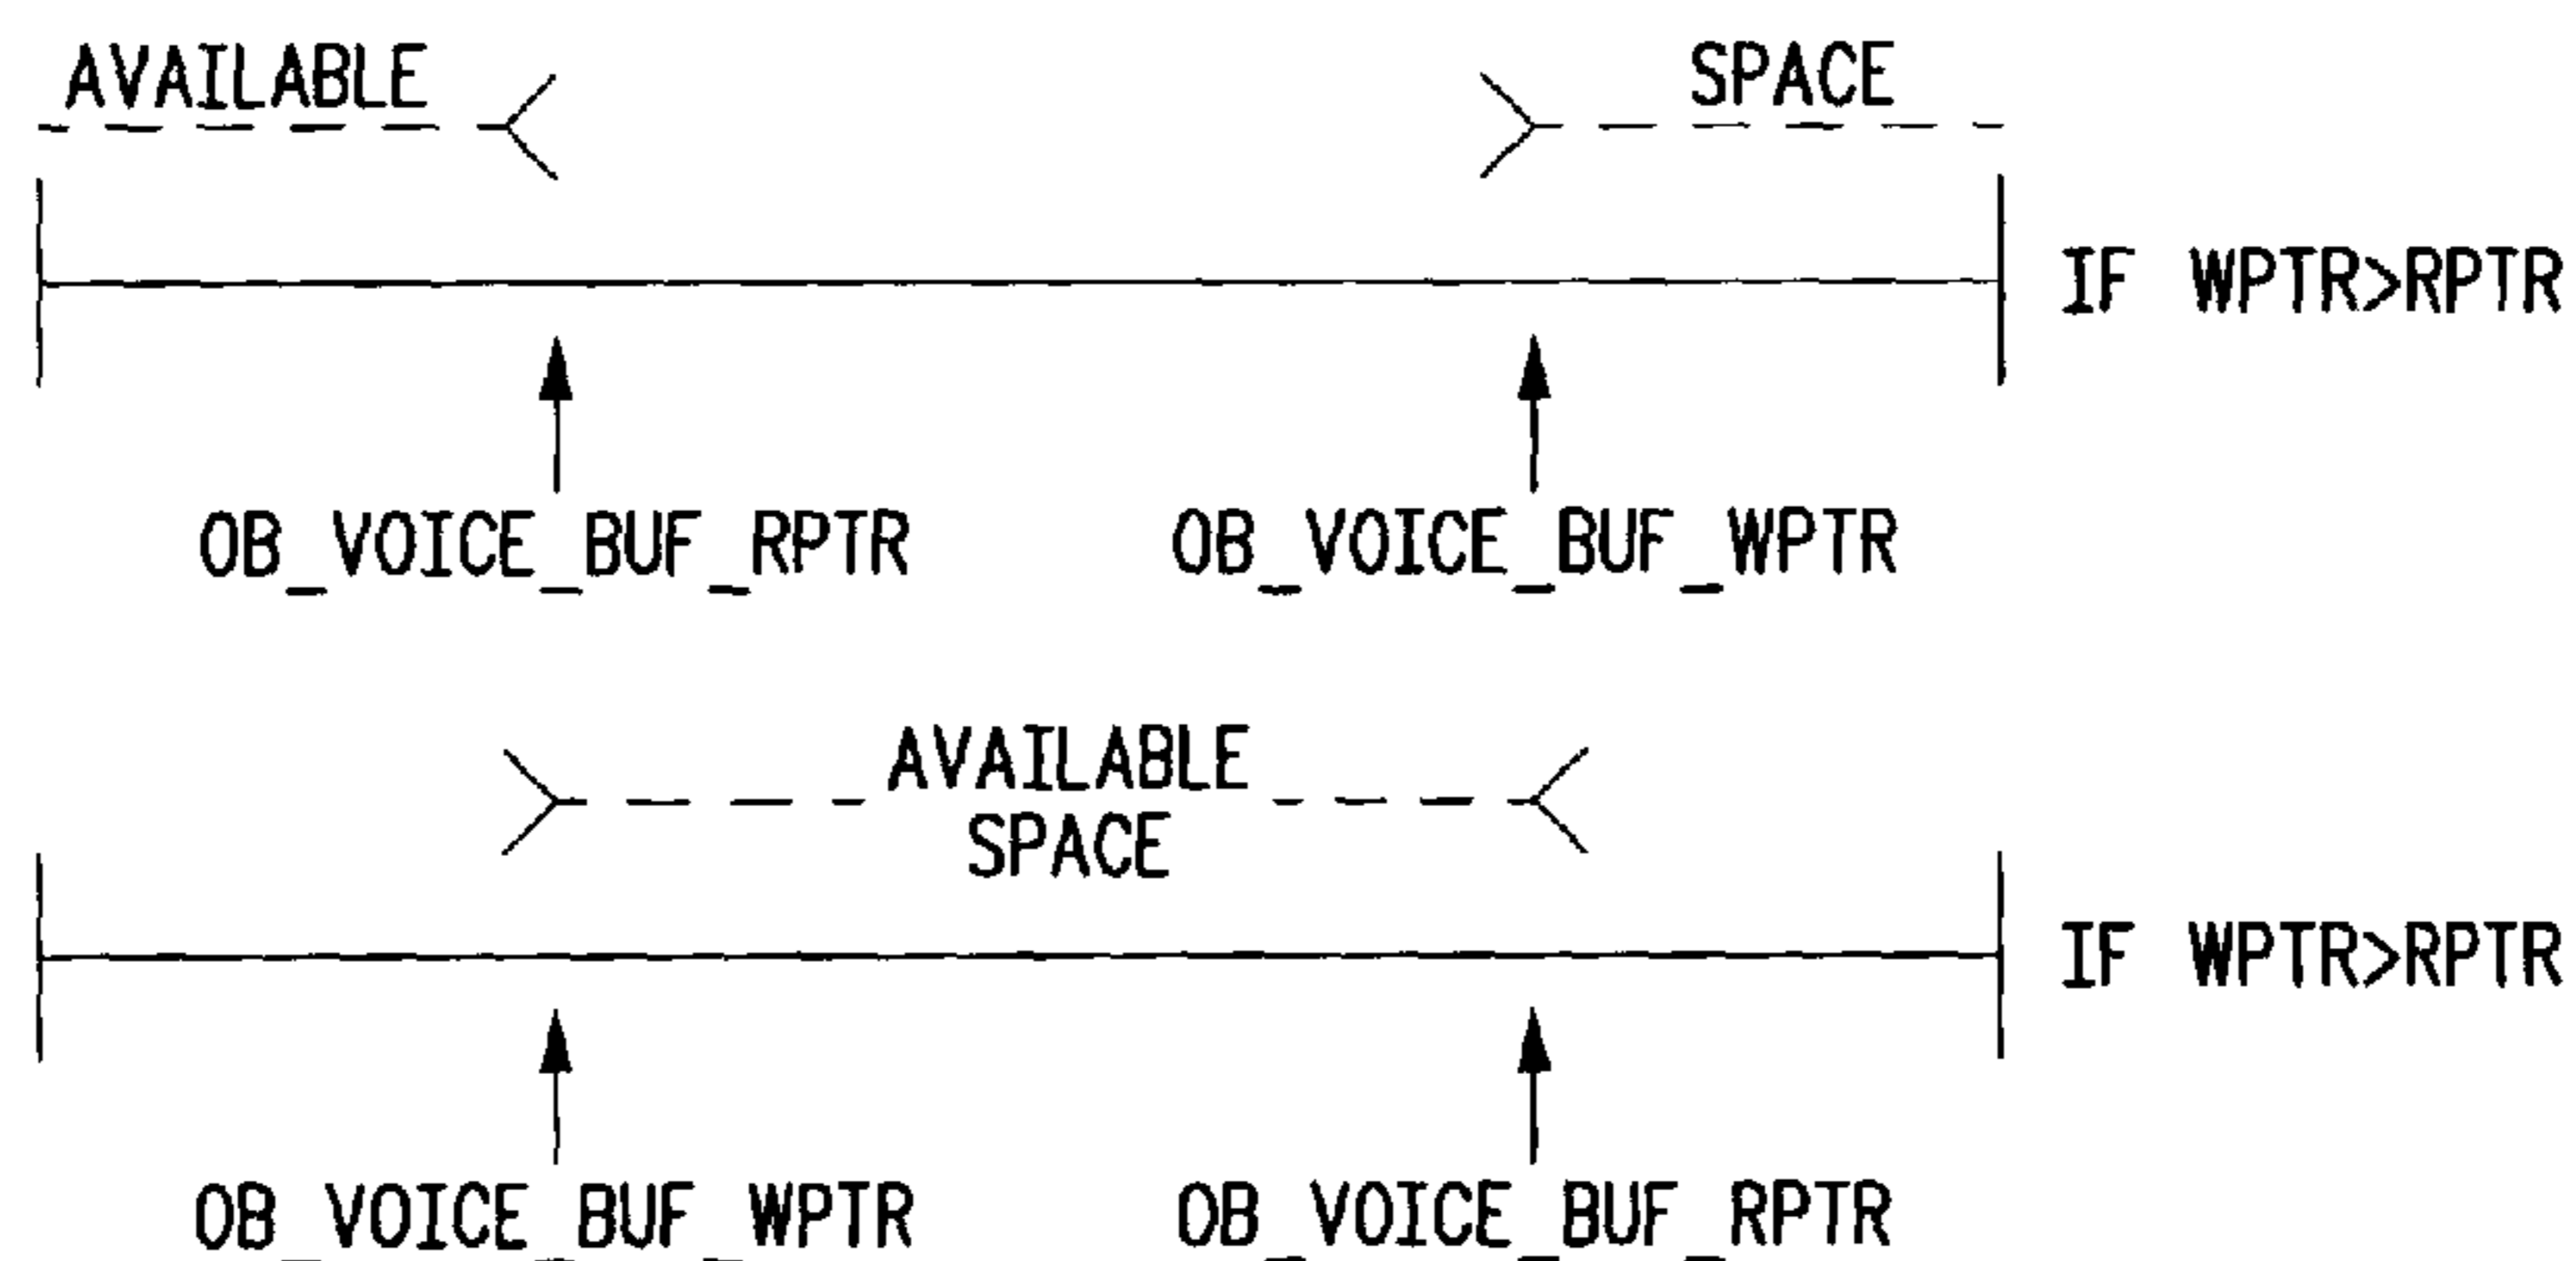 AVAILABLE SPACE
IF WPTR>RPTR
OB_VOICE_BUF_RPTR OB_VOICE_BUF_WPTR
AVAILABLE
SPACE
IF WPTR>RPTR
OB_VOICE_BUF_WPTR OB_VOICE_BUF_RPTR